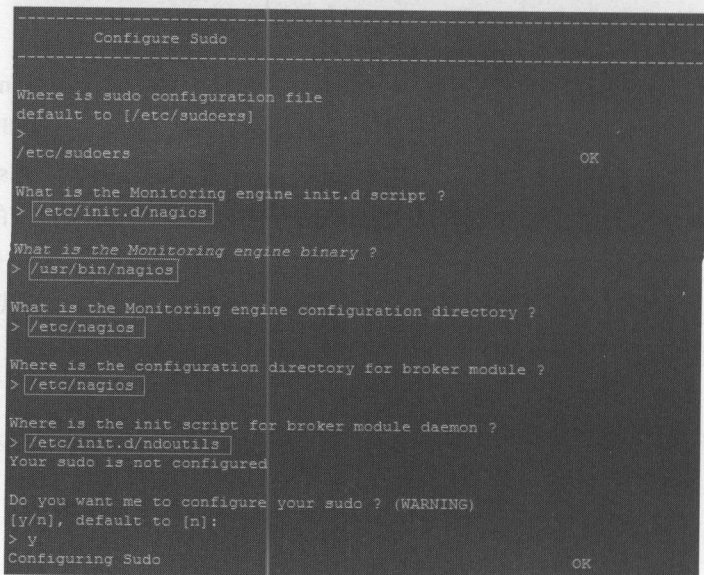 ------------------------------------------------------------
Configure Sudo
------------------------------------------------------------
Where is sudo configuration file
default to [/etc/sudoers]
>
/etc/sudoers OK
What is the Monitoring engine init.d script ?
> /etc/init.d/nagios
What is the Monitoring engine binary ?
> /usr/bin/nagios
What is the Monitoring engine configuration directory ?
> /etc/nagios
Where is the configuration directory for broker module ?
> /etc/nagios
Where is the init script for broker module daemon ?
> /etc/init.d/ndoutils
Your sudo is not configured
Do you want me to configure your sudo ? (WARNING)
[y/n], default to [n]:
> y
Configuring Sudo OK